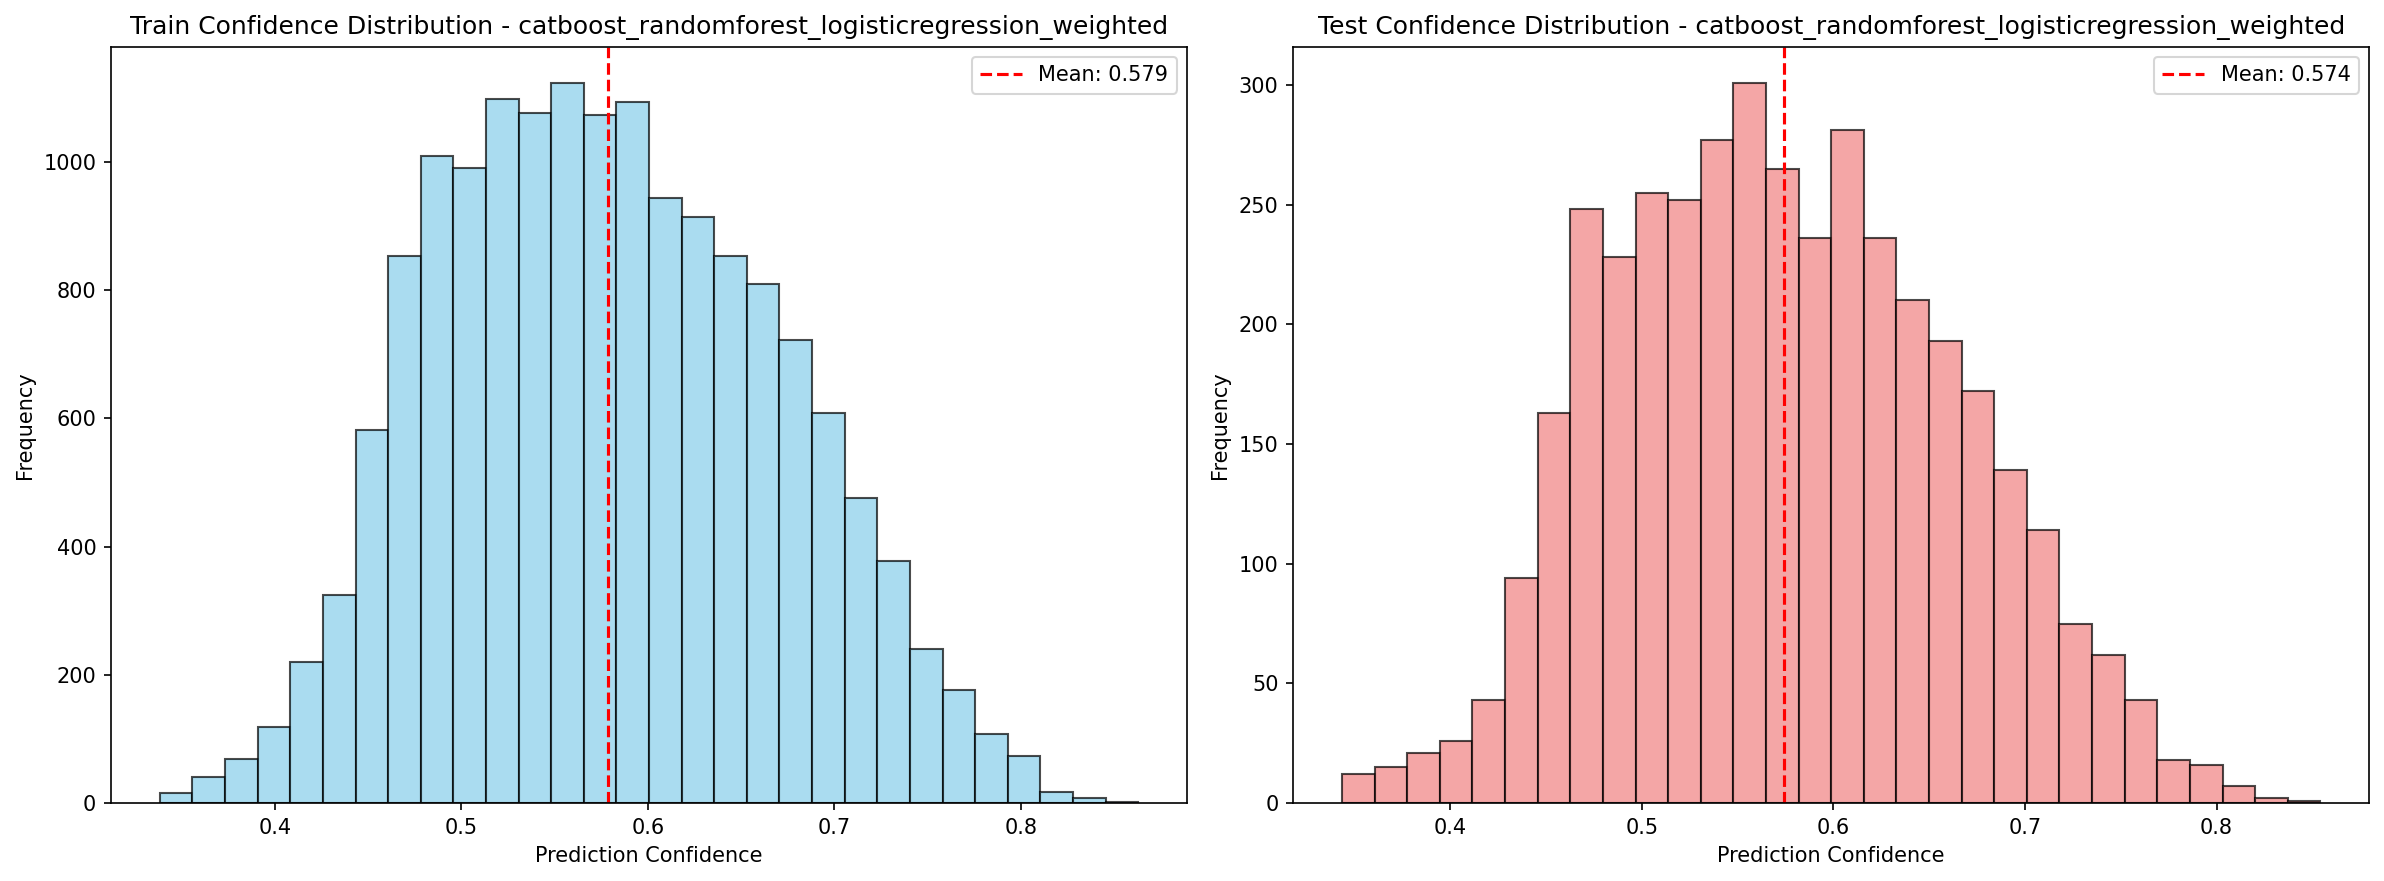 Train Confidence Distribution - catboost_randomforest_logisticregression_weighted
Mean: 0.579
Frequency
1000
800
600
400
200
0
0.4 0.5 0.6 0.7 0.8
Prediction Confidence
Test Confidence Distribution - catboost_randomforest_logisticregression_weighted
Mean: 0.574
Frequency
300
250
200
150
100
50
0
0.4 0.5 0.6 0.7 0.8
Prediction Confidence